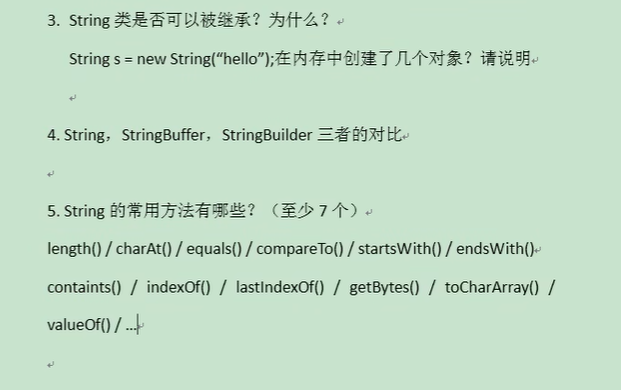 3. String 类是否可以被继承？为什么？
String s = new String(“hello”);在内存中创建了几个对象？请说明
4. String，StringBuffer，StringBuilder 三者的对比
5. String 的常用方法有哪些？（至少 7 个）
length() / charAt() / equals() / compareTo() / startsWith() / endsWith()
containts() / indexOf() / lastIndexOf() / getBytes() / toCharArray() /
valueOf() / …